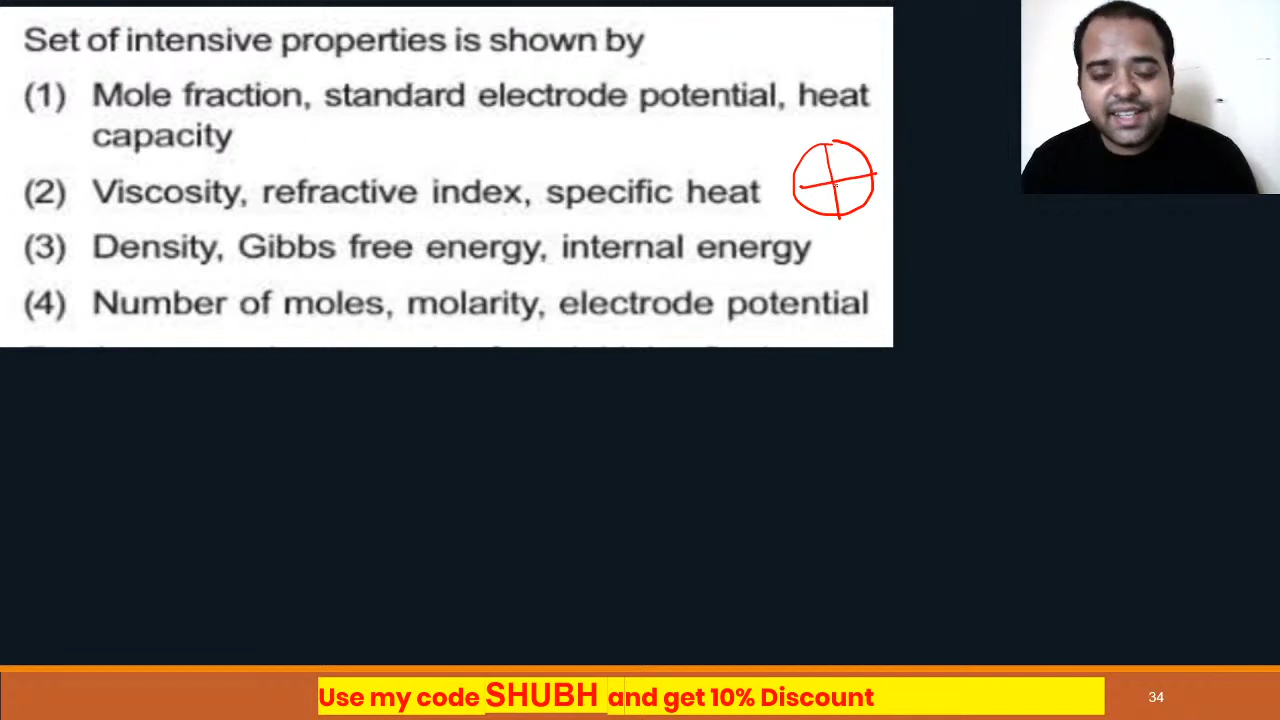 Set of intensive properties is shown by
(1) Mole fraction, standard electrode potential, heat
capacity
(2) Viscosity, refractive index, specific heat
(3) Density, Gibbs free energy, internal energy
(4) Number of moles, molarity, electrode potential
Use my code SHUBH and get 10% Discount
34